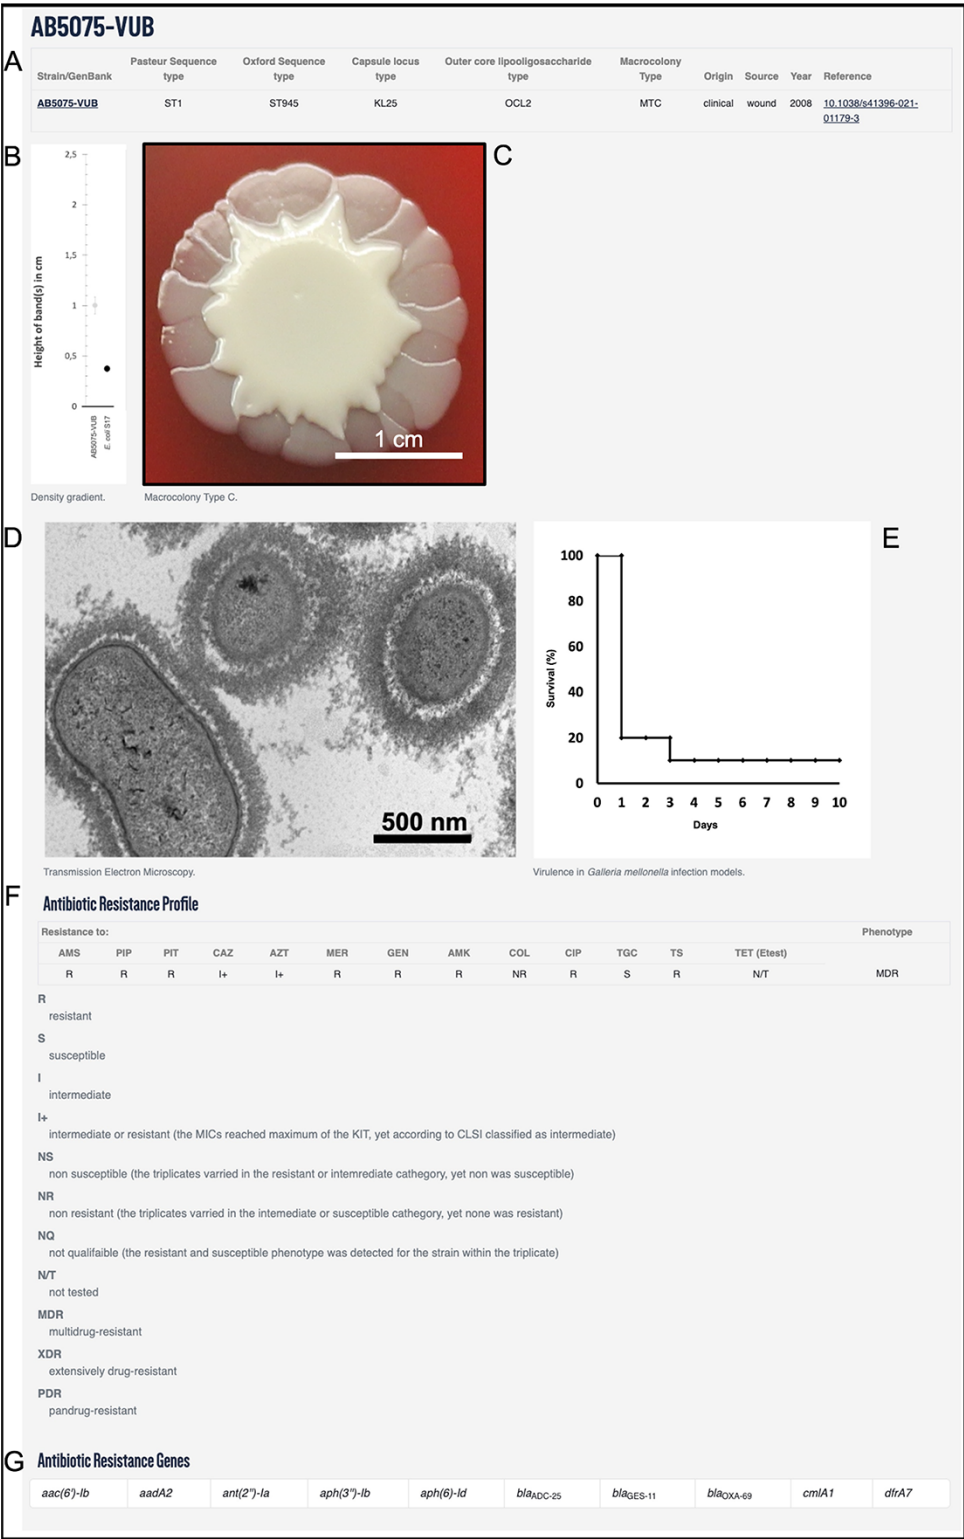 AB5075-VUB
A
Strain/GenBank Pasteur Sequence type Oxford Sequence type Capsule locus type Outer core lipooligosaccharide type Macrocolony Type Origin Source Year Reference
AB5075-VUB ST1 ST945 KL25 OCL2 MTC clinical wound 2008 10.1038/s41396-021-01179-3
B
Height of band(s) in cm
2,5
2
1,5
1
0,5
0
AB5075-VUB
E. coli S17
Density gradient.
C
1 cm
Macrocolony Type C.
D
500 nm
Transmission Electron Microscopy.
E
Survival (%)
100
80
60
40
20
0
0 1 2 3 4 5 6 7 8 9 10
Days
Virulence in Galleria mellonella infection models.
F
Antibiotic Resistance Profile
Resistance to: Phenotype
AMS PIP PIT CAZ AZT MER GEN AMK COL CIP TGC TS TET (Etest)
R R R I+ I+ R R R NR R S R N/T MDR
R
resistant
S
susceptible
I
intermediate
I+
intermediate or resistant (the MICs reached maximum of the KIT, yet according to CLSI classified as intermediate)
NS
non susceptible (the triplicates varried in the resistant or intemrediate cathegory, yet non was susceptible)
NR
non resistant (the triplicates varried in the intemediate or susceptible cathegory, yet none was resistant)
NQ
not qualifaible (the resistant and susceptible phenotype was detected for the strain within the triplicate)
N/T
not tested
MDR
multidrug-resistant
XDR
extensively drug-resistant
PDR
pandrug-resistant
G
Antibiotic Resistance Genes
aac(6')-Ib aadA2 ant(2'')-Ia aph(3'')-Ib aph(6)-Id blaADC-25 blaGES-11 blaOXA-69 cmlA1 dfrA7